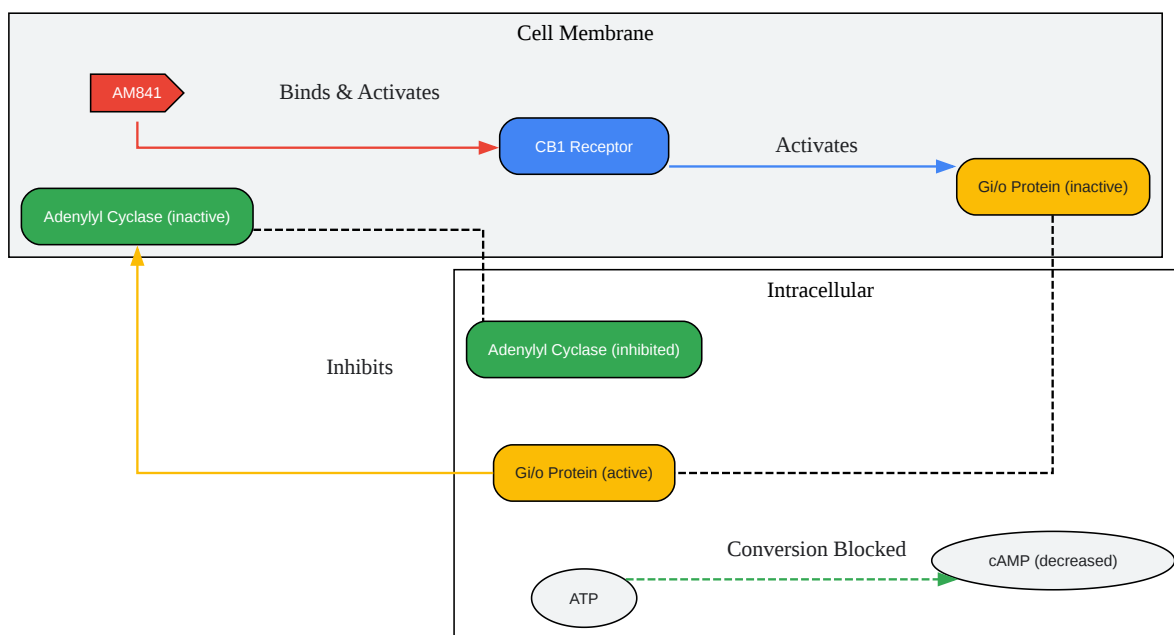 Cell Membrane
AM841
Binds & Activates
CB1 Receptor
Activates
Gi/o Protein (inactive)
Adenylyl Cyclase (inactive)
Intracellular
Adenylyl Cyclase (inhibited)
Inhibits
Gi/o Protein (active)
Conversion Blocked
cAMP (decreased)
ATP